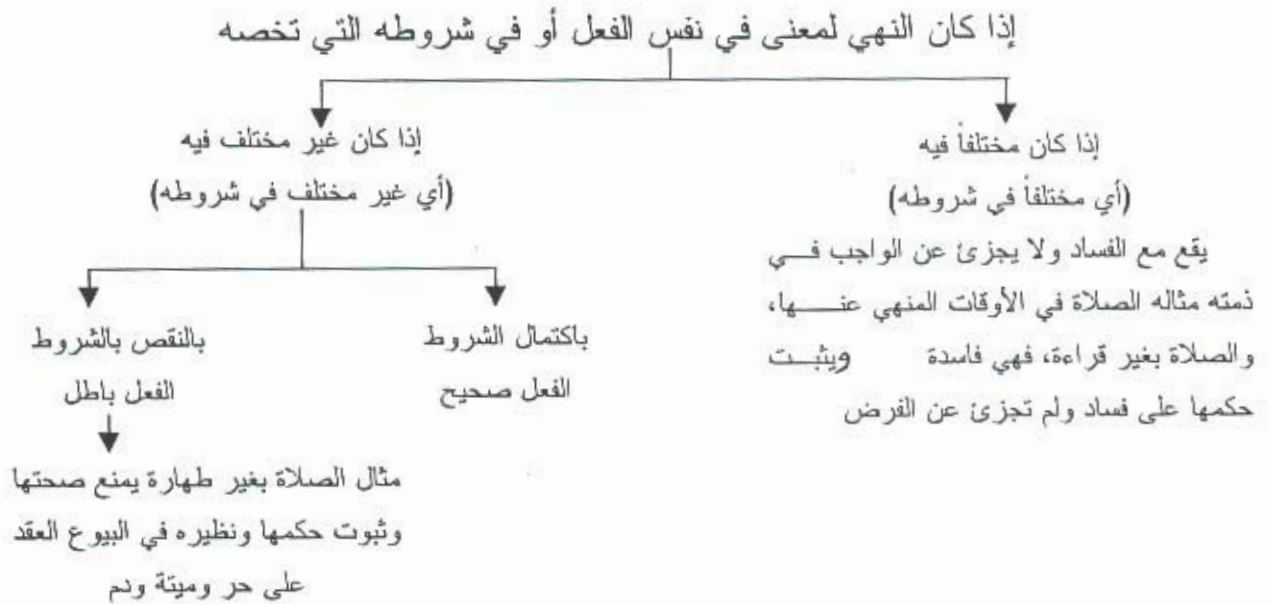 إذا كان النهي لمعنى في نفس الفعل أو في شروطه التي تخصه
إذا كان مختلفاً فيه
(أي مختلفاً في شروطه)
يقع مع الفساد ولا يجزئ عن الواجب فـــي
ذمته مثاله الصلاة في الأوقات المنهي عنـــــها،
والصلاة بغير قراءة، فهي فاسدة ويثبـــت
حكمها على فساد ولم تجزئ عن الفرض
إذا كان غير مختلف فيه
(أي غير مختلف في شروطه)
باكتمال الشروط
الفعل صحيح
بالنقص بالشروط
الفعل باطل
مثال الصلاة بغير طهارة يمنع صحتها
وثبوت حكمها ونظيره في البيوع العقد
على حر وميتة ودم